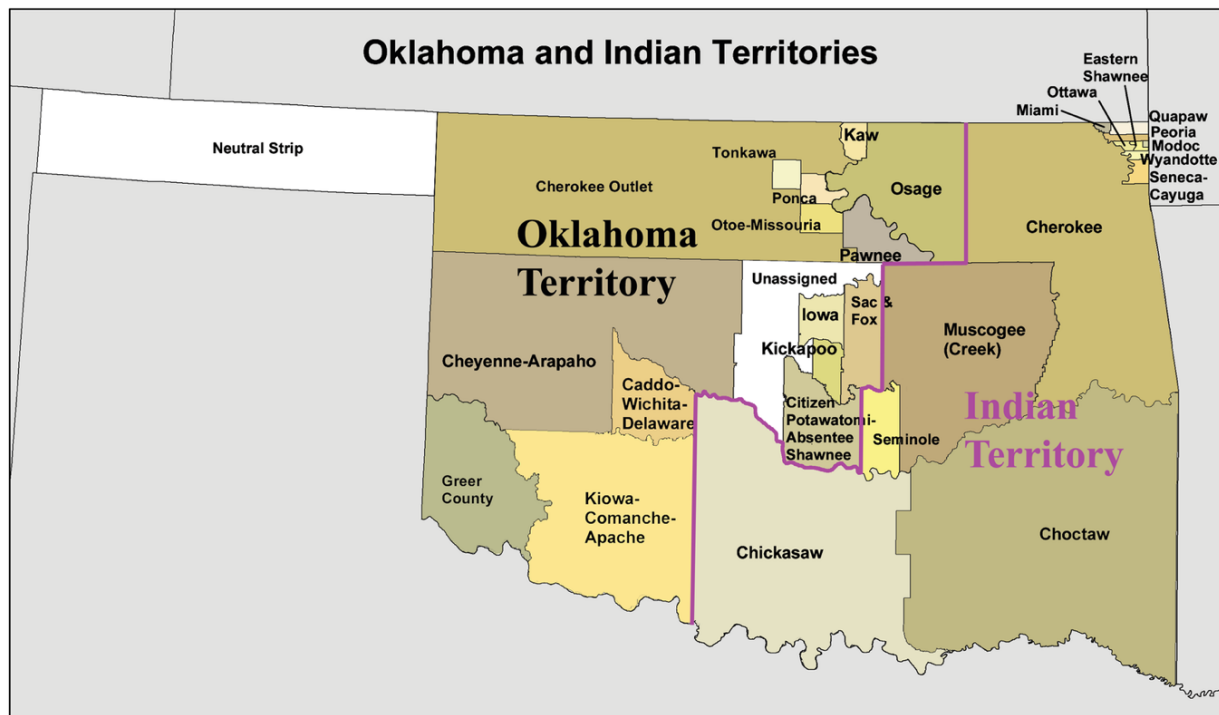 Oklahoma and Indian Territories
Eastern
Shawnee
Ottawa
Miami
Quapaw
Peoria
Modoc
Wyandotte
Seneca-
Cayuga
Neutral Strip
Kaw
Tonkawa
Cherokee Outlet
Osage
Ponca
Otoe-Missouria
Cherokee
Oklahoma
Territory
Pawnee
Unassigned
Iowa
Sac &
Fox
Muscogee
(Creek)
Kickapoo
Cheyenne-Arapaho
Caddo-
Wichita-
Delaware
Citizen
Potawatomi-
Absentee
Shawnee
Seminole
Indian
Territory
Greer
County
Kiowa-
Comanche-
Apache
Chickasaw
Choctaw